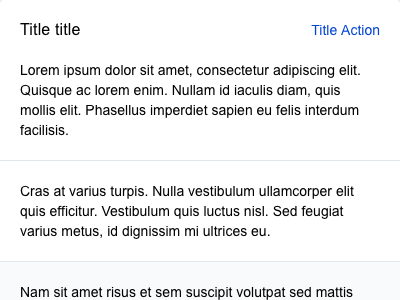 Title title
Title Action
Lorem ipsum dolor sit amet, consectetur adipiscing elit.
Quisque ac lorem enim. Nullam id iaculis diam, quis
mollis elit. Phasellus imperdiet sapien eu felis interdum
facilisis.
Cras at varius turpis. Nulla vestibulum ullamcorper elit
quis efficitur. Vestibulum quis luctus nisl. Sed feugiat
varius metus, id dignissim mi ultrices eu.
Nam sit amet risus et sem suscipit volutpat sed mattis